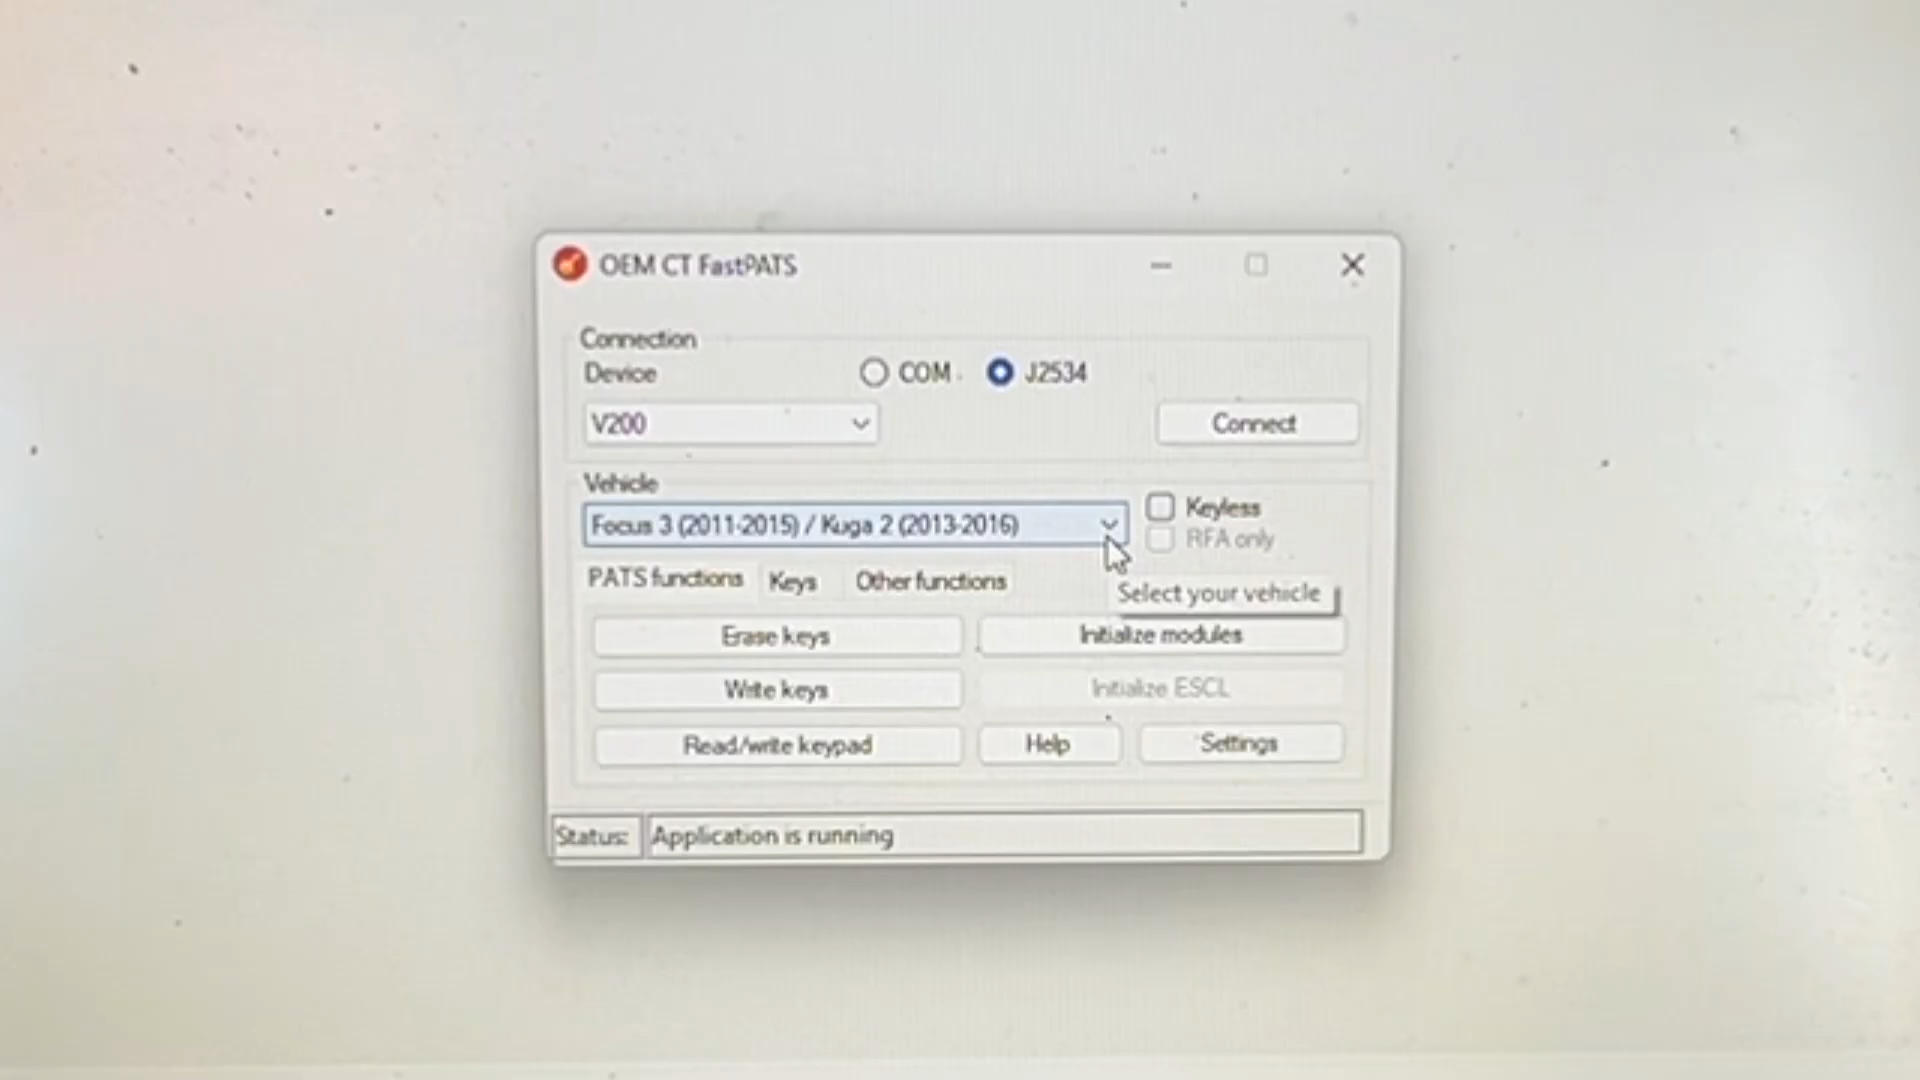 OEM CT FastPATS
Connection
Device
COM
J2534
V200
Connect
Vehicle
Focus 3 (2011-2015) / Kuga 2 (2013-2016)
Keyless
RFA only
PATS functions
Keys
Other functions
Select your vehicle
Erase keys
Initialize modules
Write keys
Initialize ESCL
Read/write keypad
Help
Settings
Status:
Application is running